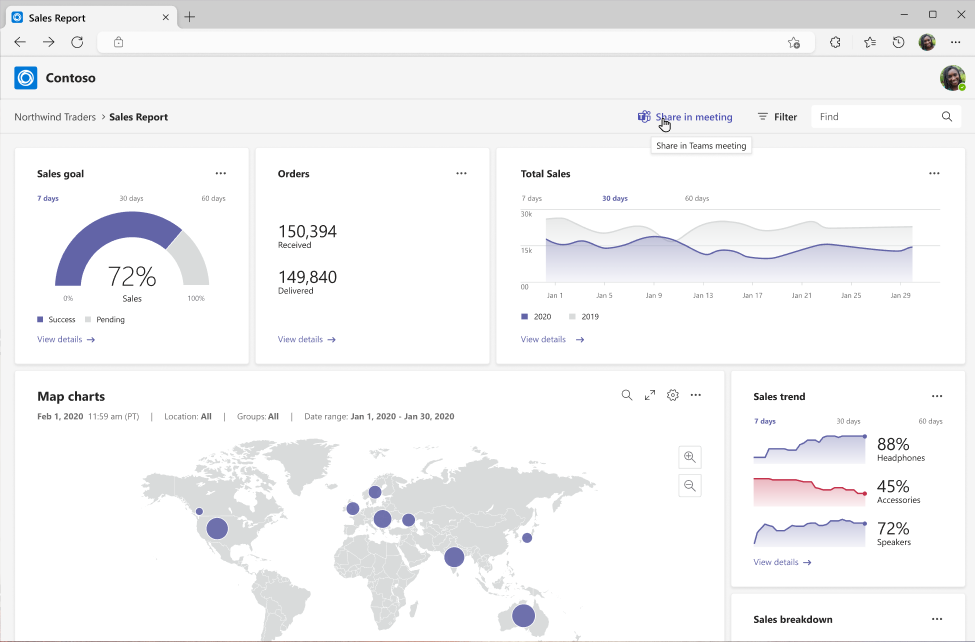 Sales Report
Contoso
Northwind Traders > Sales Report
Share in meeting
Filter
Find
Share in Teams meeting
Sales goal
7 days 30 days 60 days
72%
0% Sales 100%
Success Pending
View details →
Orders
150,394
Received
149,840
Delivered
View details →
Total Sales
7 days 30 days 60 days
30k
15k
00
Jan 1 Jan 5 Jan 9 Jan 13 Jan 17 Jan 21 Jan 25 Jan 29
2020 2019
View details →
Map charts
Feb 1, 2020 11:59 am (PT) | Location: All | Groups: All | Date range: Jan 1, 2020 - Jan 30, 2020
Sales trend
7 days 30 days 60 days
88%
Headphones
45%
Accessories
72%
Speakers
View details →
Sales breakdown